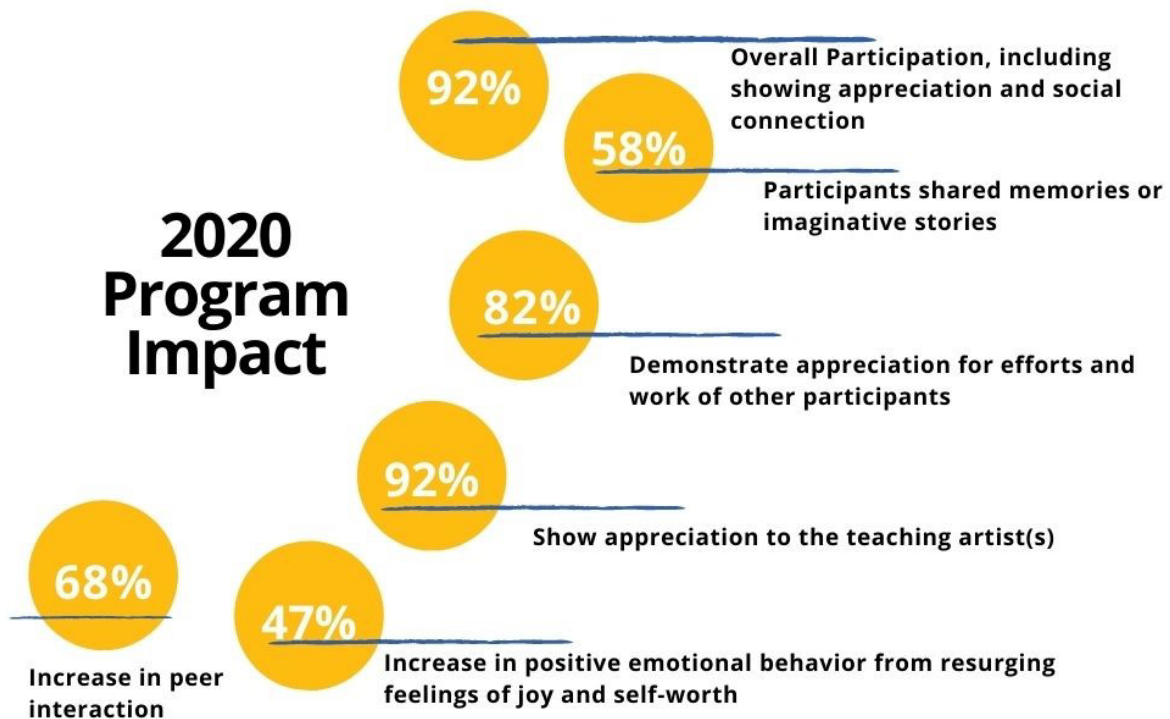 92%
Overall Participation, including
showing appreciation and social
connection
58%
Participants shared memories or
imaginative stories
2020
Program
Impact
82%
Demonstrate appreciation for efforts and
work of other participants
92%
Show appreciation to the teaching artist(s)
68%
Increase in peer
interaction
47%
Increase in positive emotional behavior from resurging
feelings of joy and self-worth